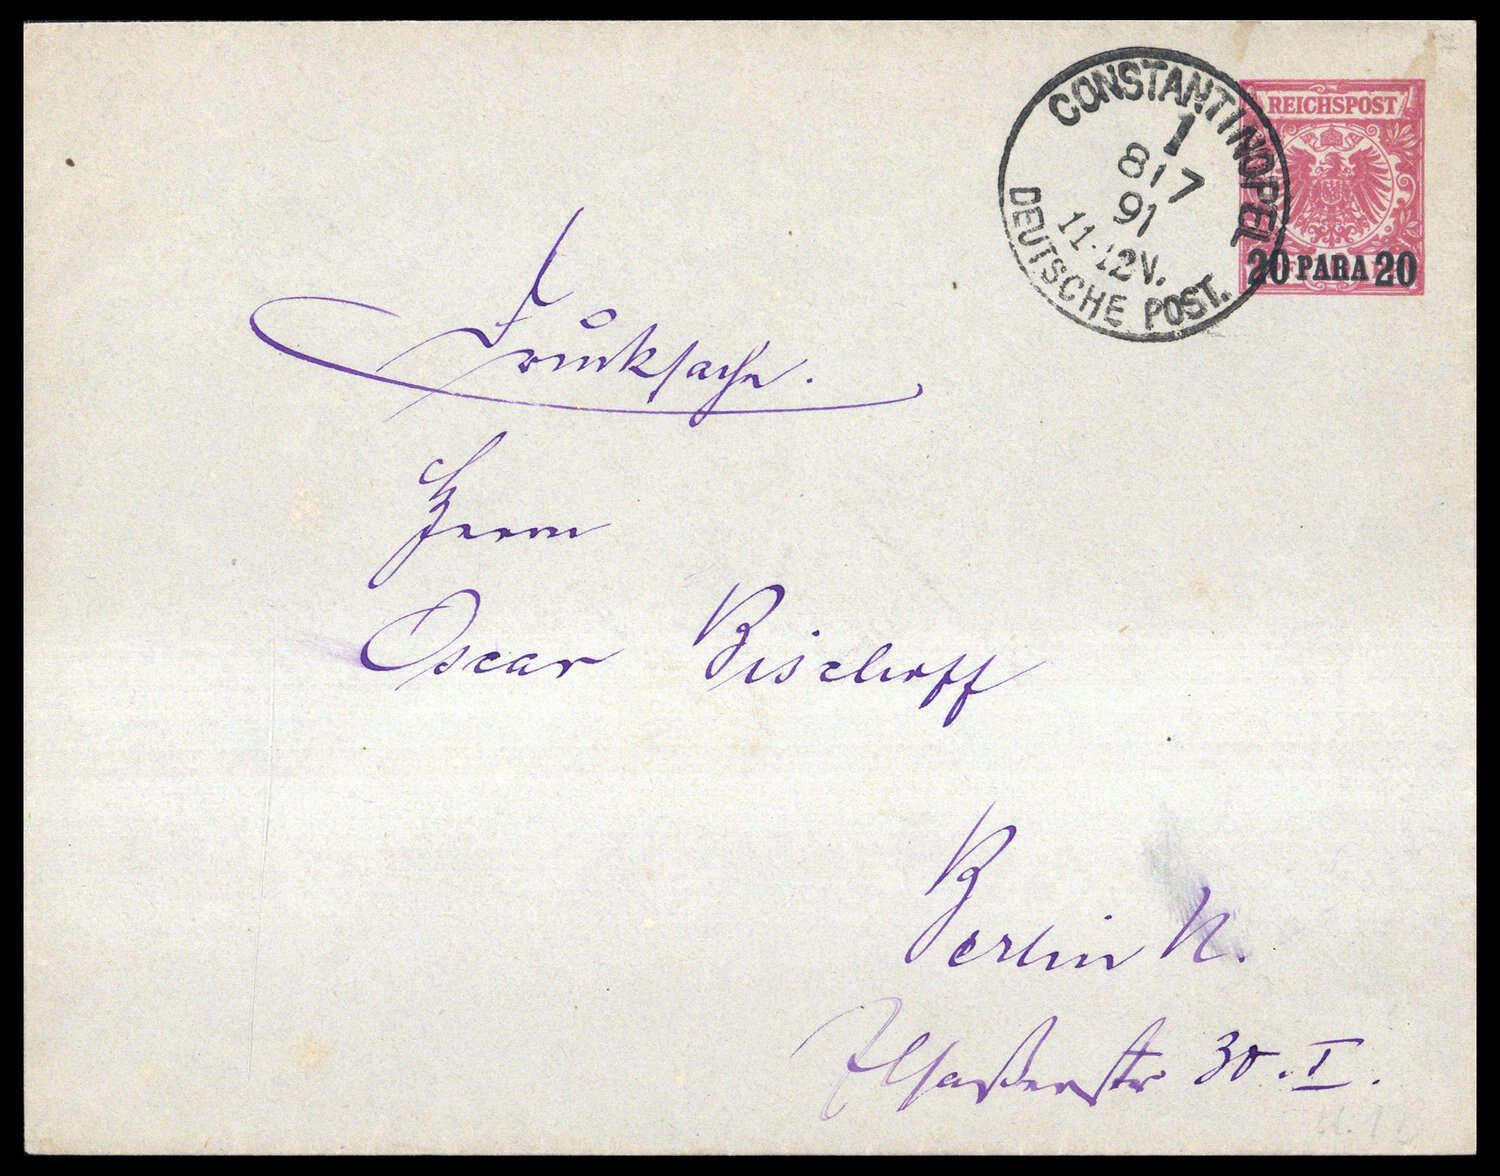 CONSTANTINOPEL
1
8/7
91
11-12V.
DEUTSCHE POST.
REICHSPOST
20 PARA 20
Drucksache.
Herrn
Oscar Bischoff
Berlin N.
Elsaßerstr 30. I.